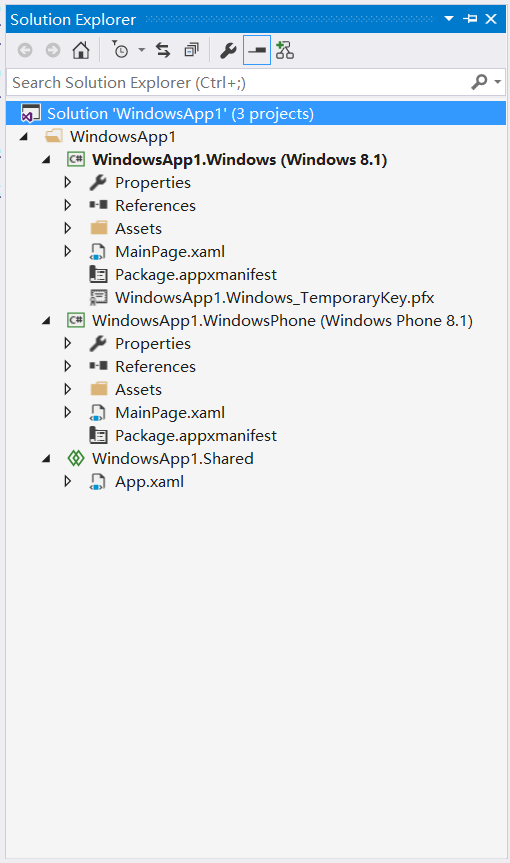 Solution Explorer
Search Solution Explorer (Ctrl+;)
Solution 'WindowsApp1' (3 projects)
WindowsApp1
C# WindowsApp1.Windows (Windows 8.1)
Properties
References
Assets
MainPage.xaml
Package.appxmanifest
WindowsApp1.Windows_TemporaryKey.pfx
C# WindowsApp1.WindowsPhone (Windows Phone 8.1)
Properties
References
Assets
MainPage.xaml
Package.appxmanifest
WindowsApp1.Shared
App.xaml